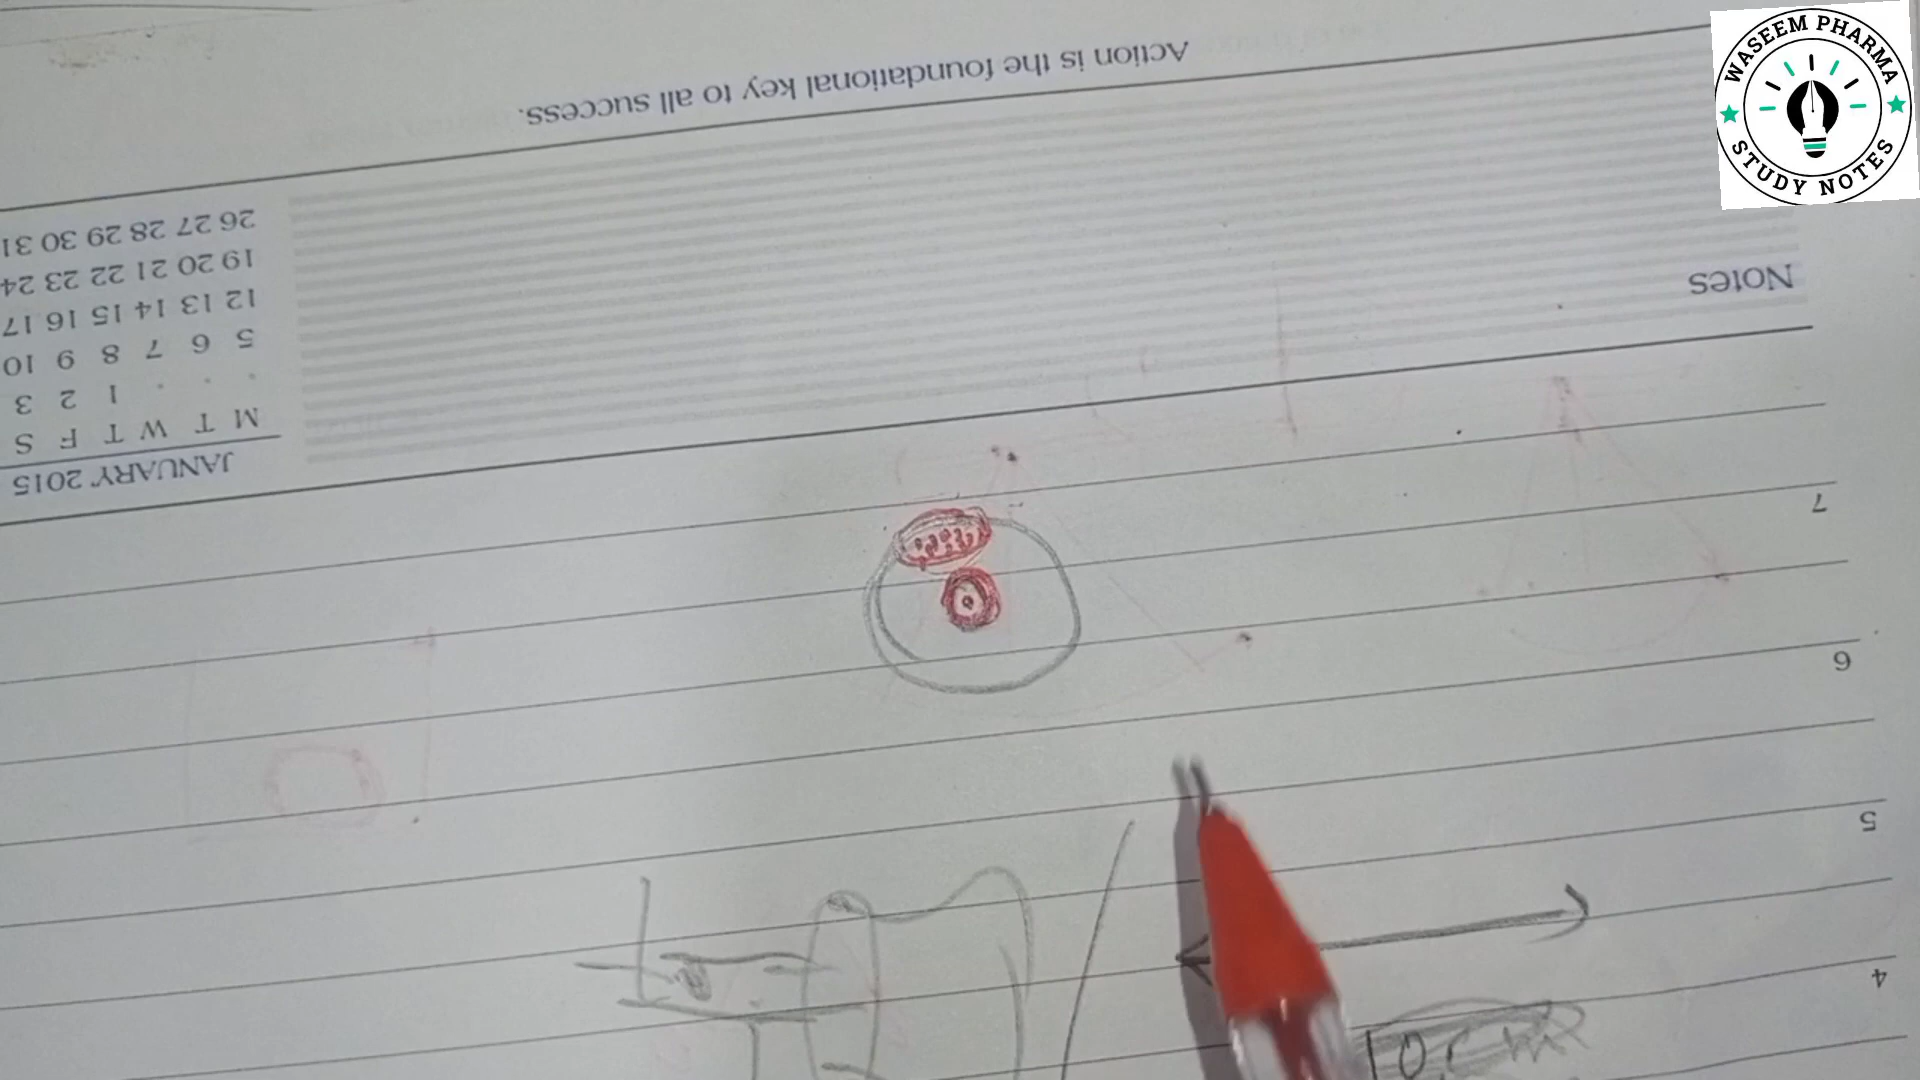 WASEEM PHARMA
STUDY NOTES
4
5
6
7
Notes
JANUARY 2015
M T W T F S
. . . 1 2 3
5 6 7 8 9 10
12 13 14 15 16 17
19 20 21 22 23 24
26 27 28 29 30 31
Action is the foundational key to all success.